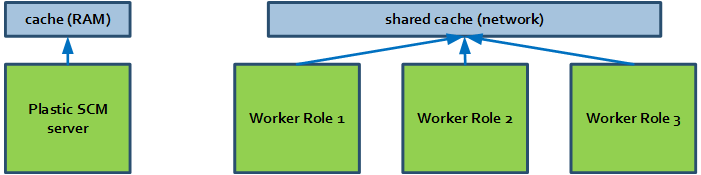 cache (RAM)
shared cache (network)
Plastic SCM
server
Worker Role 1
Worker Role 2
Worker Role 3